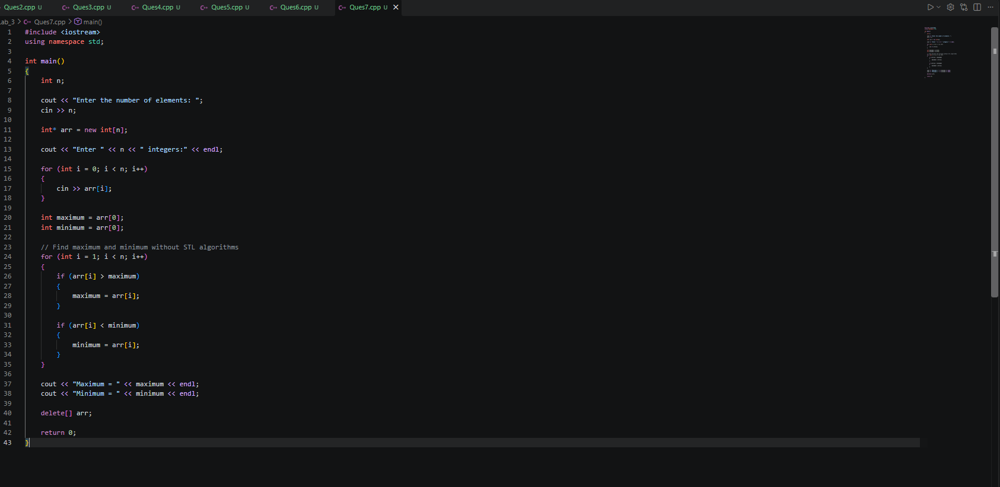 Ques2.cpp U Ques3.cpp U Ques4.cpp U Ques5.cpp U Ques6.cpp U Ques7.cpp U
Lab_3 > Ques7.cpp > main()
1 #include <iostream>
2 using namespace std;
3
4 int main()
5 {
6     int n;
7
8     cout << "Enter the number of elements: ";
9     cin >> n;
10
11     int* arr = new int[n];
12
13     cout << "Enter " << n << " integers:" << endl;
14
15     for (int i = 0; i < n; i++)
16     {
17         cin >> arr[i];
18     }
19
20     int maximum = arr[0];
21     int minimum = arr[0];
22
23     // Find maximum and minimum without STL algorithms
24     for (int i = 1; i < n; i++)
25     {
26         if (arr[i] > maximum)
27         {
28             maximum = arr[i];
29         }
30
31         if (arr[i] < minimum)
32         {
33             minimum = arr[i];
34         }
35     }
36
37     cout << "Maximum = " << maximum << endl;
38     cout << "Minimum = " << minimum << endl;
39
40     delete[] arr;
41
42     return 0;
43 }